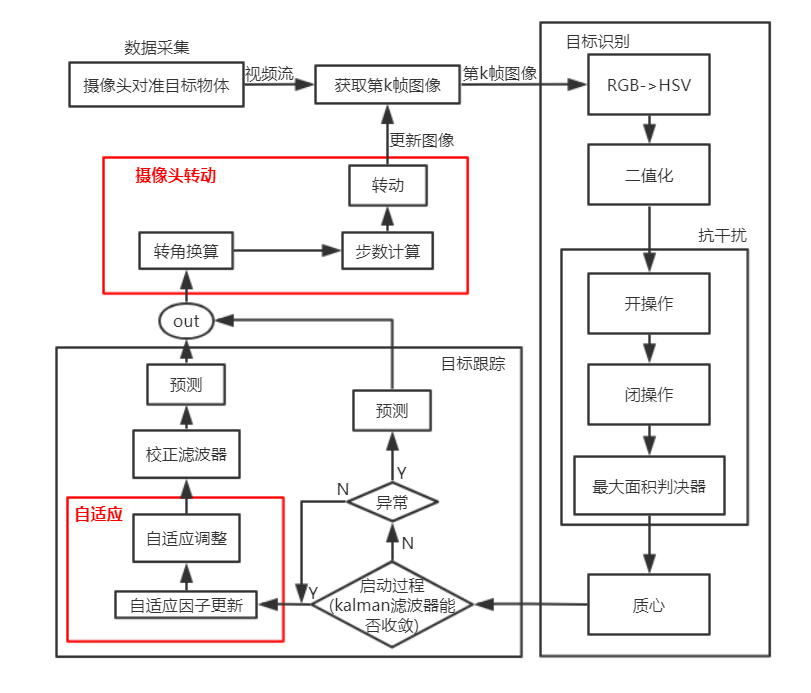 数据采集
摄像头对准目标物体
视频流
获取第k帧图像
第k帧图像
目标识别
RGB->HSV
二值化
抗干扰
开操作
闭操作
最大面积判决器
质心
更新图像
摄像头转动
转动
转角换算
步数计算
out
目标跟踪
预测
预测
校正滤波器
Y
N
异常
自适应
自适应调整
N
启动过程
(kalman滤波器能
否收敛)
Y
自适应因子更新